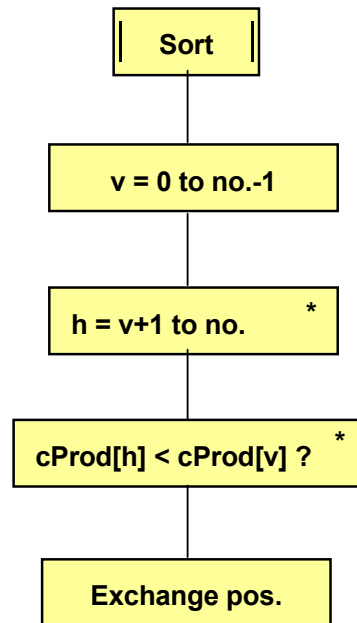 Sort
v = 0 to no.-1
h = v+1 to no. *
cProd[h] < cProd[v] ? *
Exchange pos.